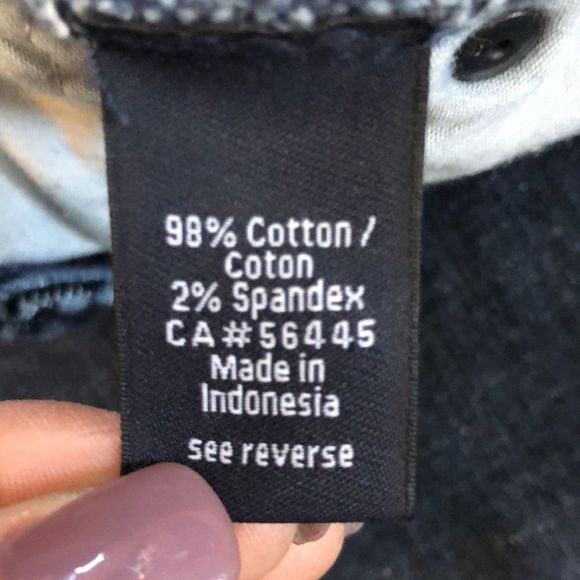 98% Cotton /
Coton
2% Spandex
CA#56445
Made in
Indonesia
see reverse